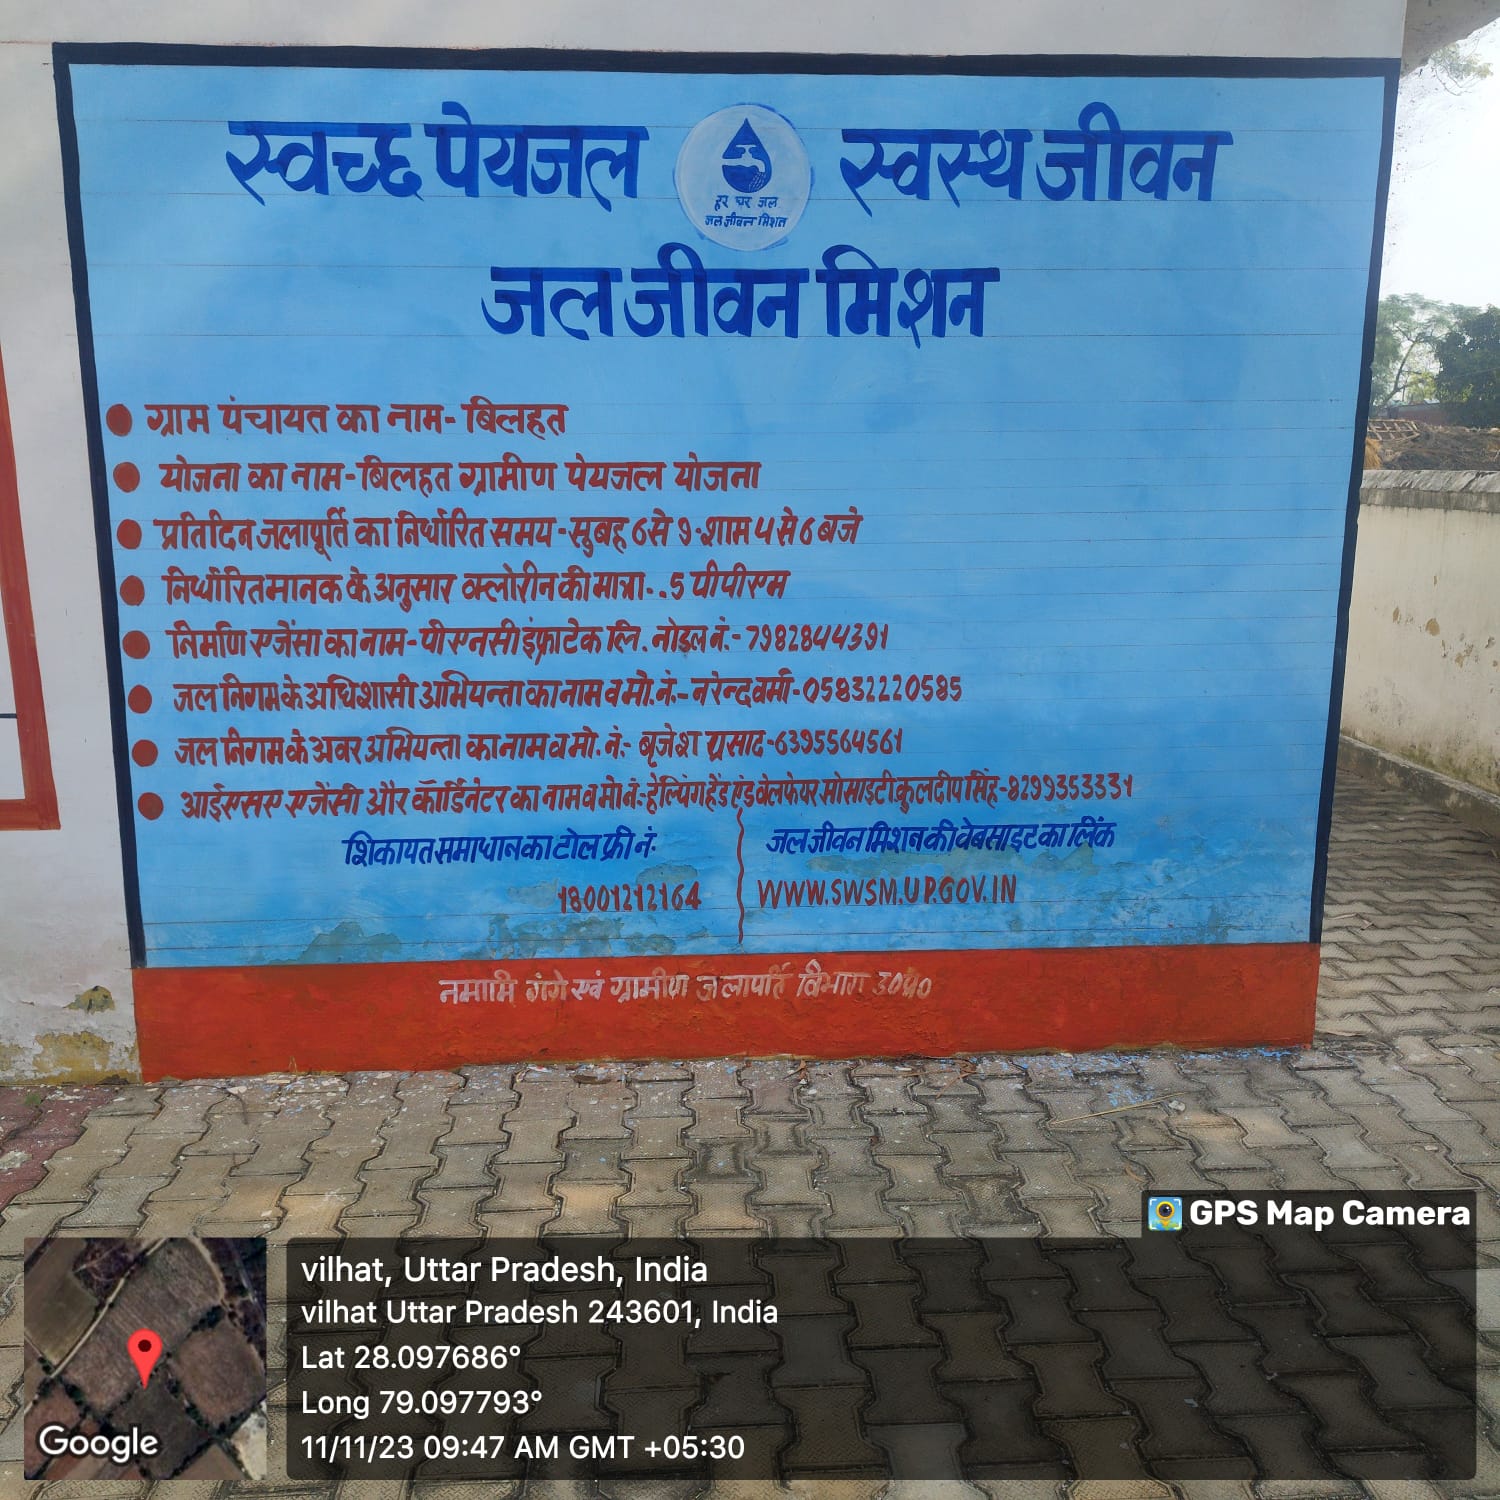 स्वच्छ पेयजल स्वस्थ जीवन
हर घर जल
जल जीवन मिशन
जल जीवन मिशन
ग्राम पंचायत का नाम- बिलहत
योजना का नाम-बिलहत ग्रामीण पेयजल योजना
प्रतिदिन जलापूर्ति का निर्धारित समय-सुबह 6 से 9-शाम 4 से 6 बजे
निर्धारित मानक के अनुसार क्लोरीन की मात्रा-.5 पीपीएम
निर्माण एजेंसा का नाम-पीएनसी इंफ्राटेक लि. नोडल नं.-7982844391
जल निगम के अधिशासी अभियन्ता का नाम व मो.नं.-नरेन्द्र वर्मा-05832220585
जल निगम के अवर अभियन्ता का नाम व मो. नं:- बृजेश प्रसाद-6395564561
आईएसए एजेंसी और कॉर्डिनेटर का नाम व मो नं:-हेल्पिंग हैंड एंड वेलफेयर सोसाइटी कुलदीप सिंह-8299353331
शिकायत समाधान का टोल फ्री नं.
18001212164
जल जीवन मिशन की वेबसाइट का लिंक
WWW.SWSM.UP.GOV.IN
नमामि गंगे एवं ग्रामीण जलापर्ति विभाग उ0प्र0
GPS Map Camera
vilhat, Uttar Pradesh, India
vilhat Uttar Pradesh 243601, India
Lat 28.097686°
Long 79.097793°
11/11/23 09:47 AM GMT +05:30
Google